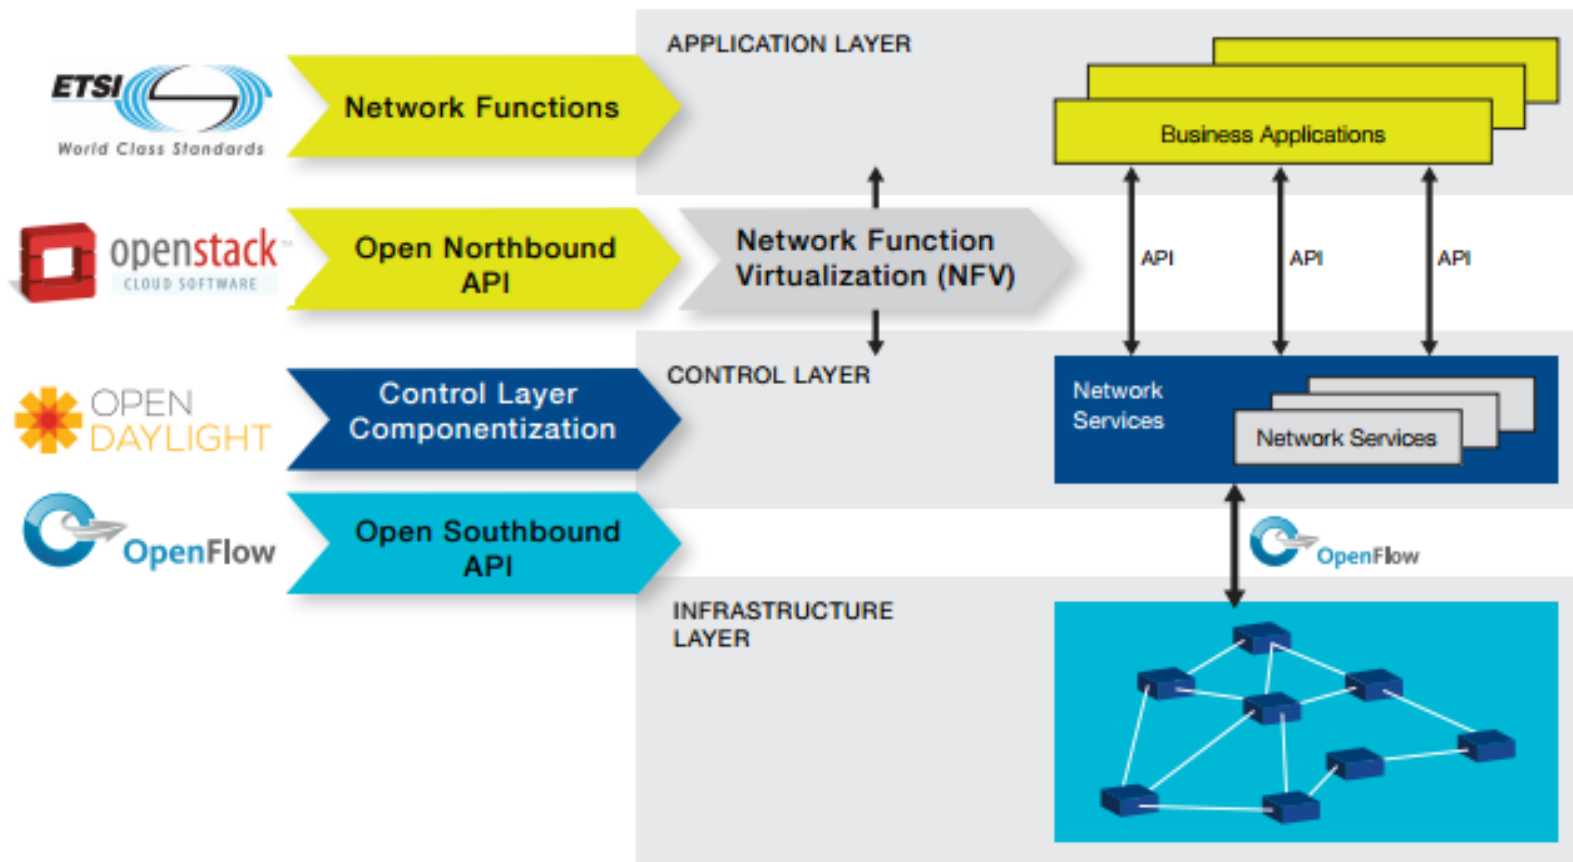 APPLICATION LAYER
ETSI
World Class Standards
Network Functions
Business Applications
openstack™
CLOUD SOFTWARE
Open Northbound
API
Network Function
Virtualization (NFV)
API
API
API
CONTROL LAYER
OPEN
DAYLIGHT
Control Layer
Componentization
Network
Services
Network Services
OpenFlow
Open Southbound
API
OpenFlow
INFRASTRUCTURE
LAYER